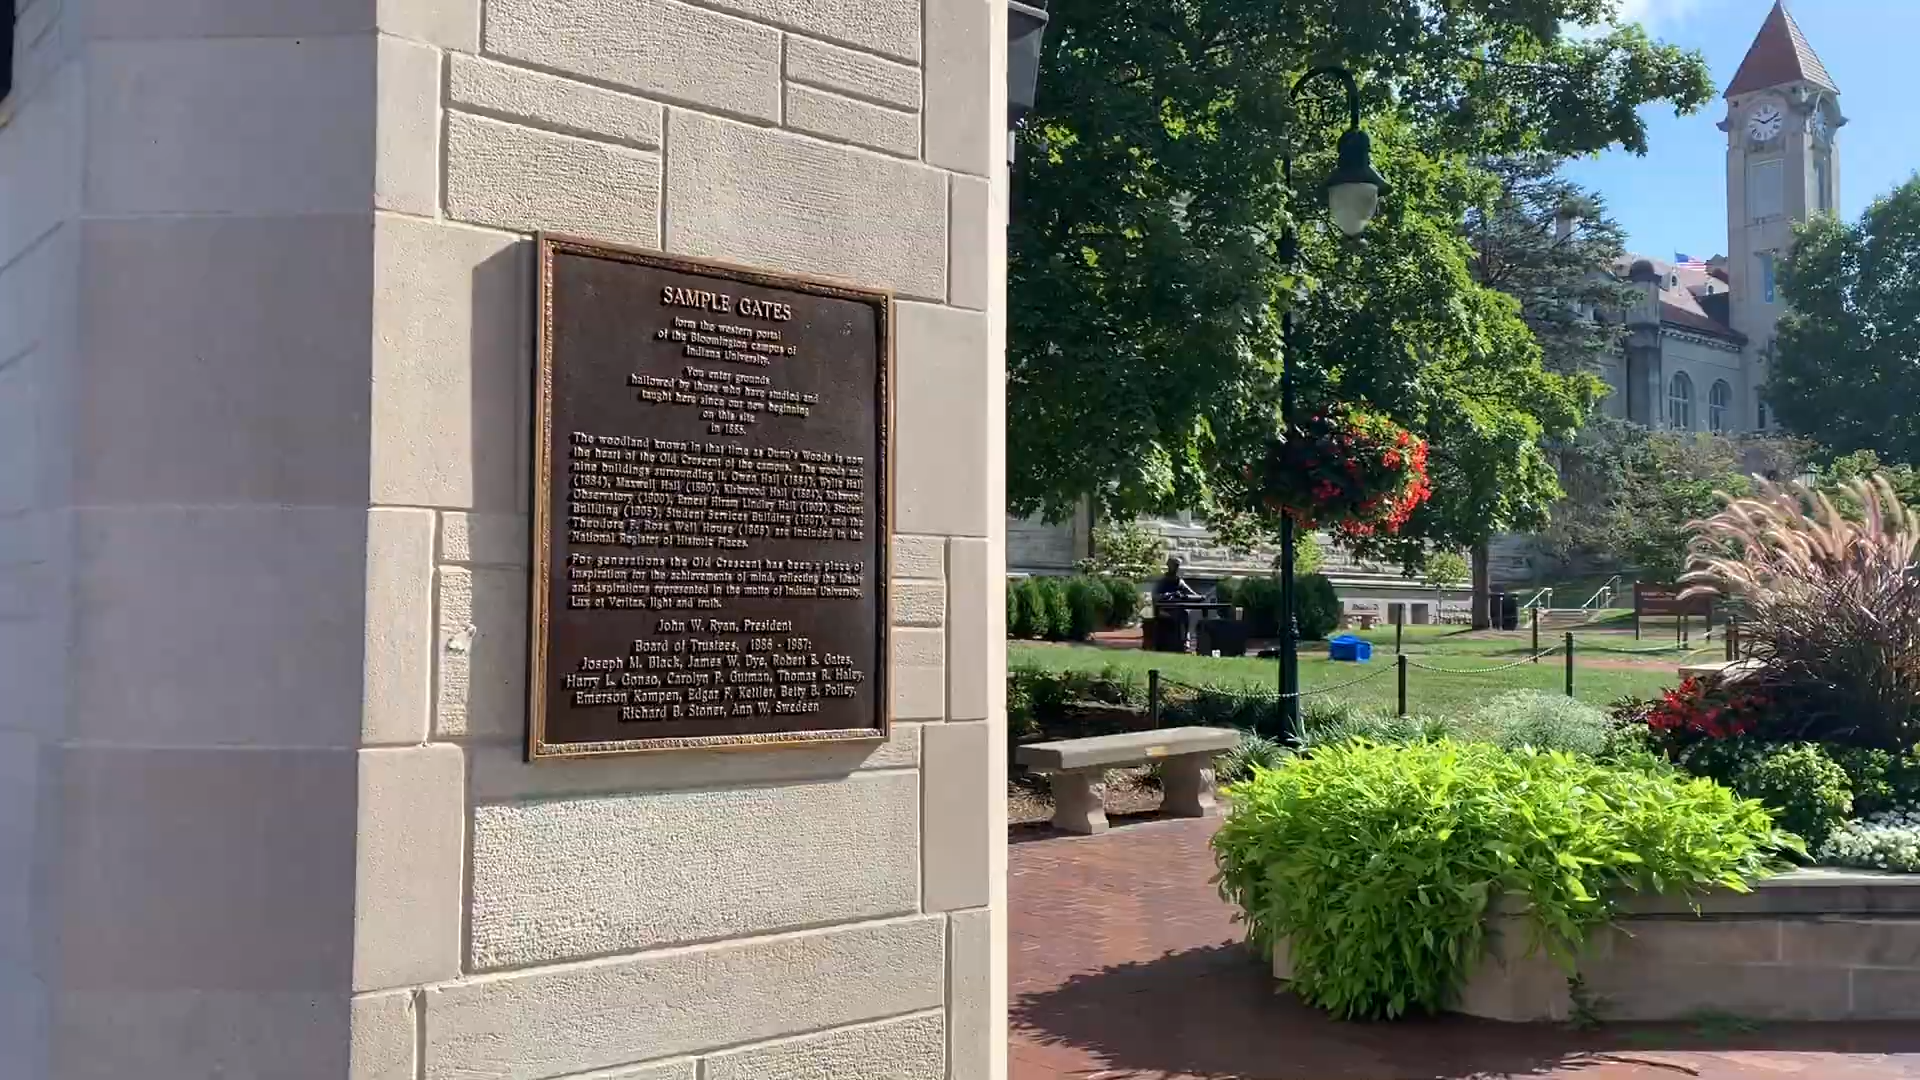 SAMPLE GATES
form the western portal
of the Bloomington campus of
Indiana University.
You enter grounds
hallowed by those who have studied and
taught here since our new beginning
on this site
in 1885.
The woodland known in that time as Dunn's Woods is now
the heart of the Old Crescent of the campus. The woods and
nine buildings surrounding it, Owen Hall (1884), Wylie Hall
(1884), Maxwell Hall (1890), Kirkwood Hall (1894), Kirkwood
Observatory (1900), Ernest Hiram Lindley Hall (1902), Student
Building (1905), Student Services Building (1907), and the
Theodore F. Rose Well House (1908) are included in the
National Register of Historic Places.
For generations the Old Crescent has been a place of
inspiration for the achievements of mind, reflecting the ideals
and aspirations represented in the motto of Indiana University,
Lux et Veritas, light and truth.
John W. Ryan, President
Board of Trustees, 1986 - 1987:
Joseph M. Black, James W. Dye, Robert E. Gates,
Harry L. Gonso, Carolyn P. Gutman, Thomas R. Haley,
Emerson Kampen, Edgar F. Kettler, Betty B. Polley,
Richard B. Stoner, Ann W. Swedeen